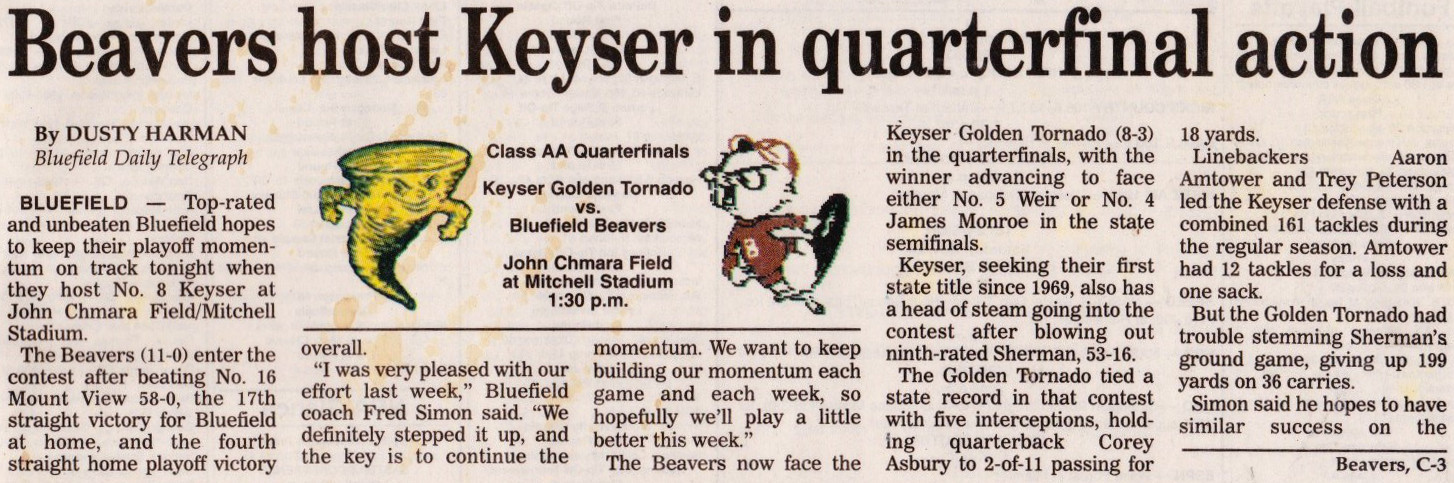 Beavers host Keyser in quarterfinal action
By DUSTY HARMAN
Bluefield Daily Telegraph
BLUEFIELD — Top-rated
and unbeaten Bluefield hopes
to keep their playoff momen-
tum on track tonight when
they host No. 8 Keyser at
John Chmara Field/Mitchell
Stadium.
The Beavers (11-0) enter the
contest after beating No. 16
Mount View 58-0, the 17th
straight victory for Bluefield
at home, and the fourth
straight home playoff victory
Class AA Quarterfinals
Keyser Golden Tornado
vs.
Bluefield Beavers
John Chmara Field
at Mitchell Stadium
1:30 p.m.
B
overall.
“I was very pleased with our
effort last week,” Bluefield
coach Fred Simon said. “We
definitely stepped it up, and
the key is to continue the
momentum. We want to keep
building our momentum each
game and each week, so
hopefully we’ll play a little
better this week.”
The Beavers now face the
Keyser Golden Tornado (8-3)
in the quarterfinals, with the
winner advancing to face
either No. 5 Weir or No. 4
James Monroe in the state
semifinals.
Keyser, seeking their first
state title since 1969, also has
a head of steam going into the
contest after blowing out
ninth-rated Sherman, 53-16.
The Golden Tornado tied a
state record in that contest
with five interceptions, hold-
ing quarterback Corey
Asbury to 2-of-11 passing for
18 yards.
Linebackers Aaron
Amtower and Trey Peterson
led the Keyser defense with a
combined 161 tackles during
the regular season. Amtower
had 12 tackles for a loss and
one sack.
But the Golden Tornado had
trouble stemming Sherman’s
ground game, giving up 199
yards on 36 carries.
Simon said he hopes to have
similar success on the
Beavers, C-3